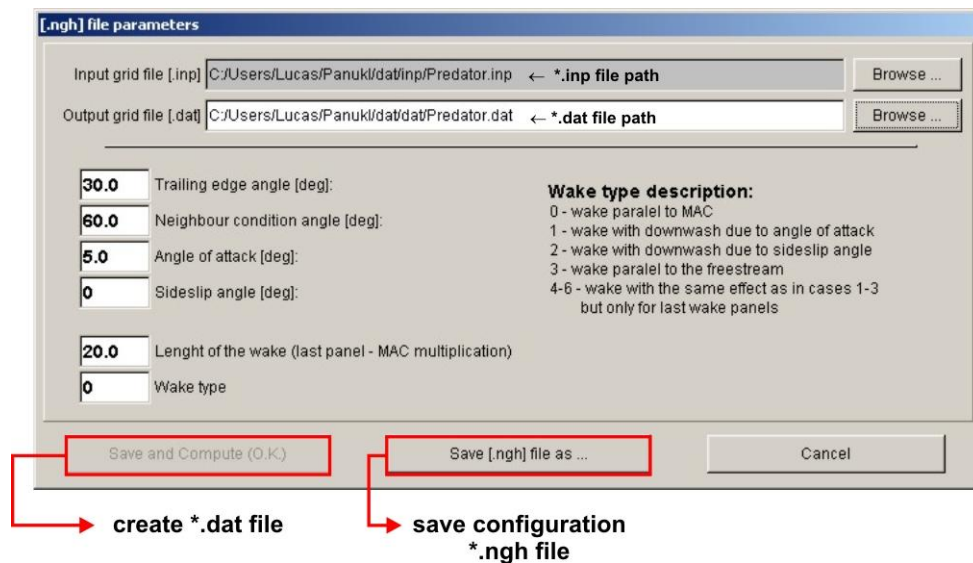 [.ngh] file parameters
Input grid file [.inp] C:/Users/Lucas/Panukl/dat/inp/Predator.inp ← *.inp file path Browse ...
Output grid file [.dat] C:/Users/Lucas/Panukl/dat/dat/Predator.dat ← *.dat file path Browse ...
30.0 Trailing edge angle [deg]:
60.0 Neighbour condition angle [deg]:
5.0 Angle of attack [deg]:
0 Sideslip angle [deg]:
20.0 Lenght of the wake (last panel - MAC multiplication)
0 Wake type
Wake type description:
0 - wake paralel to MAC
1 - wake with downwash due to angle of attack
2 - wake with downwash due to sideslip angle
3 - wake paralel to the freestream
4-6 - wake with the same effect as in cases 1-3
but only for last wake panels
Save and Compute (O.K.) Save [.ngh] file as ... Cancel
create *.dat file
save configuration
*.ngh file